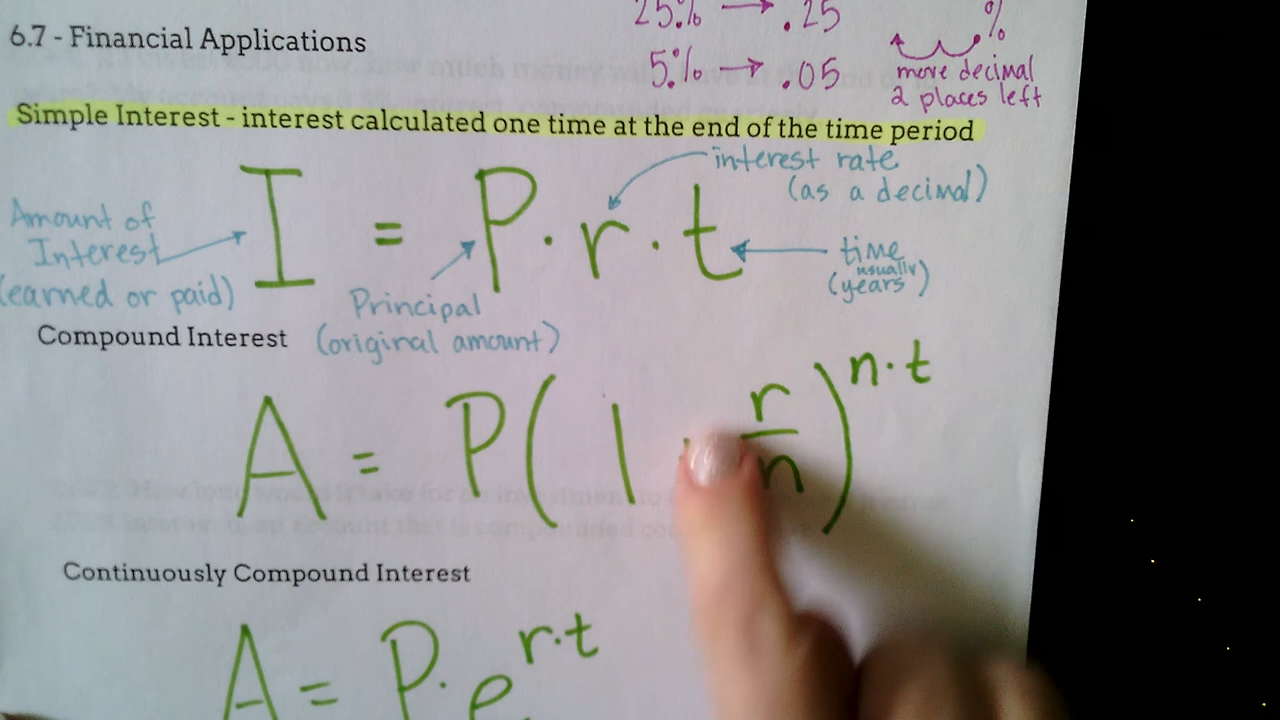 25% → .25
%
6.7 - Financial Applications
5% → .05
move decimal
2 places left
Simple Interest - interest calculated one time at the end of the time period
interest rate
(as a decimal)
I = P · r · t
Amount of
Interest
(earned or paid)
time
usually
(years)
Principal
(original amount)
Compound Interest
A = P( 1 r/n )^n·t
Continuously Compound Interest
A = P · e^r·t